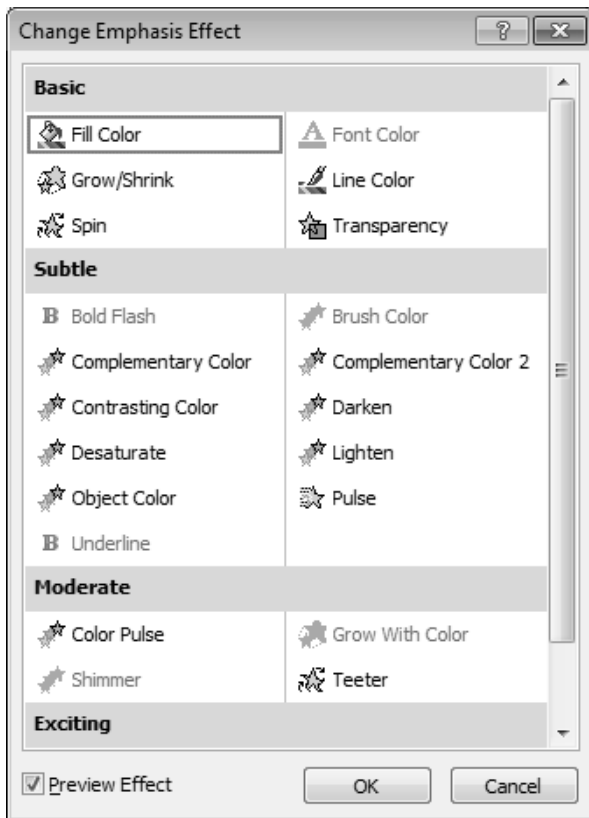 Change Emphasis Effect
Basic
Fill Color
Font Color
Grow/Shrink
Line Color
Spin
Transparency
Subtle
B Bold Flash
Brush Color
Complementary Color
Complementary Color 2
Contrasting Color
Darken
Desaturate
Lighten
Object Color
Pulse
B Underline
Moderate
Color Pulse
Grow With Color
Shimmer
Teeter
Exciting
Preview Effect
OK
Cancel